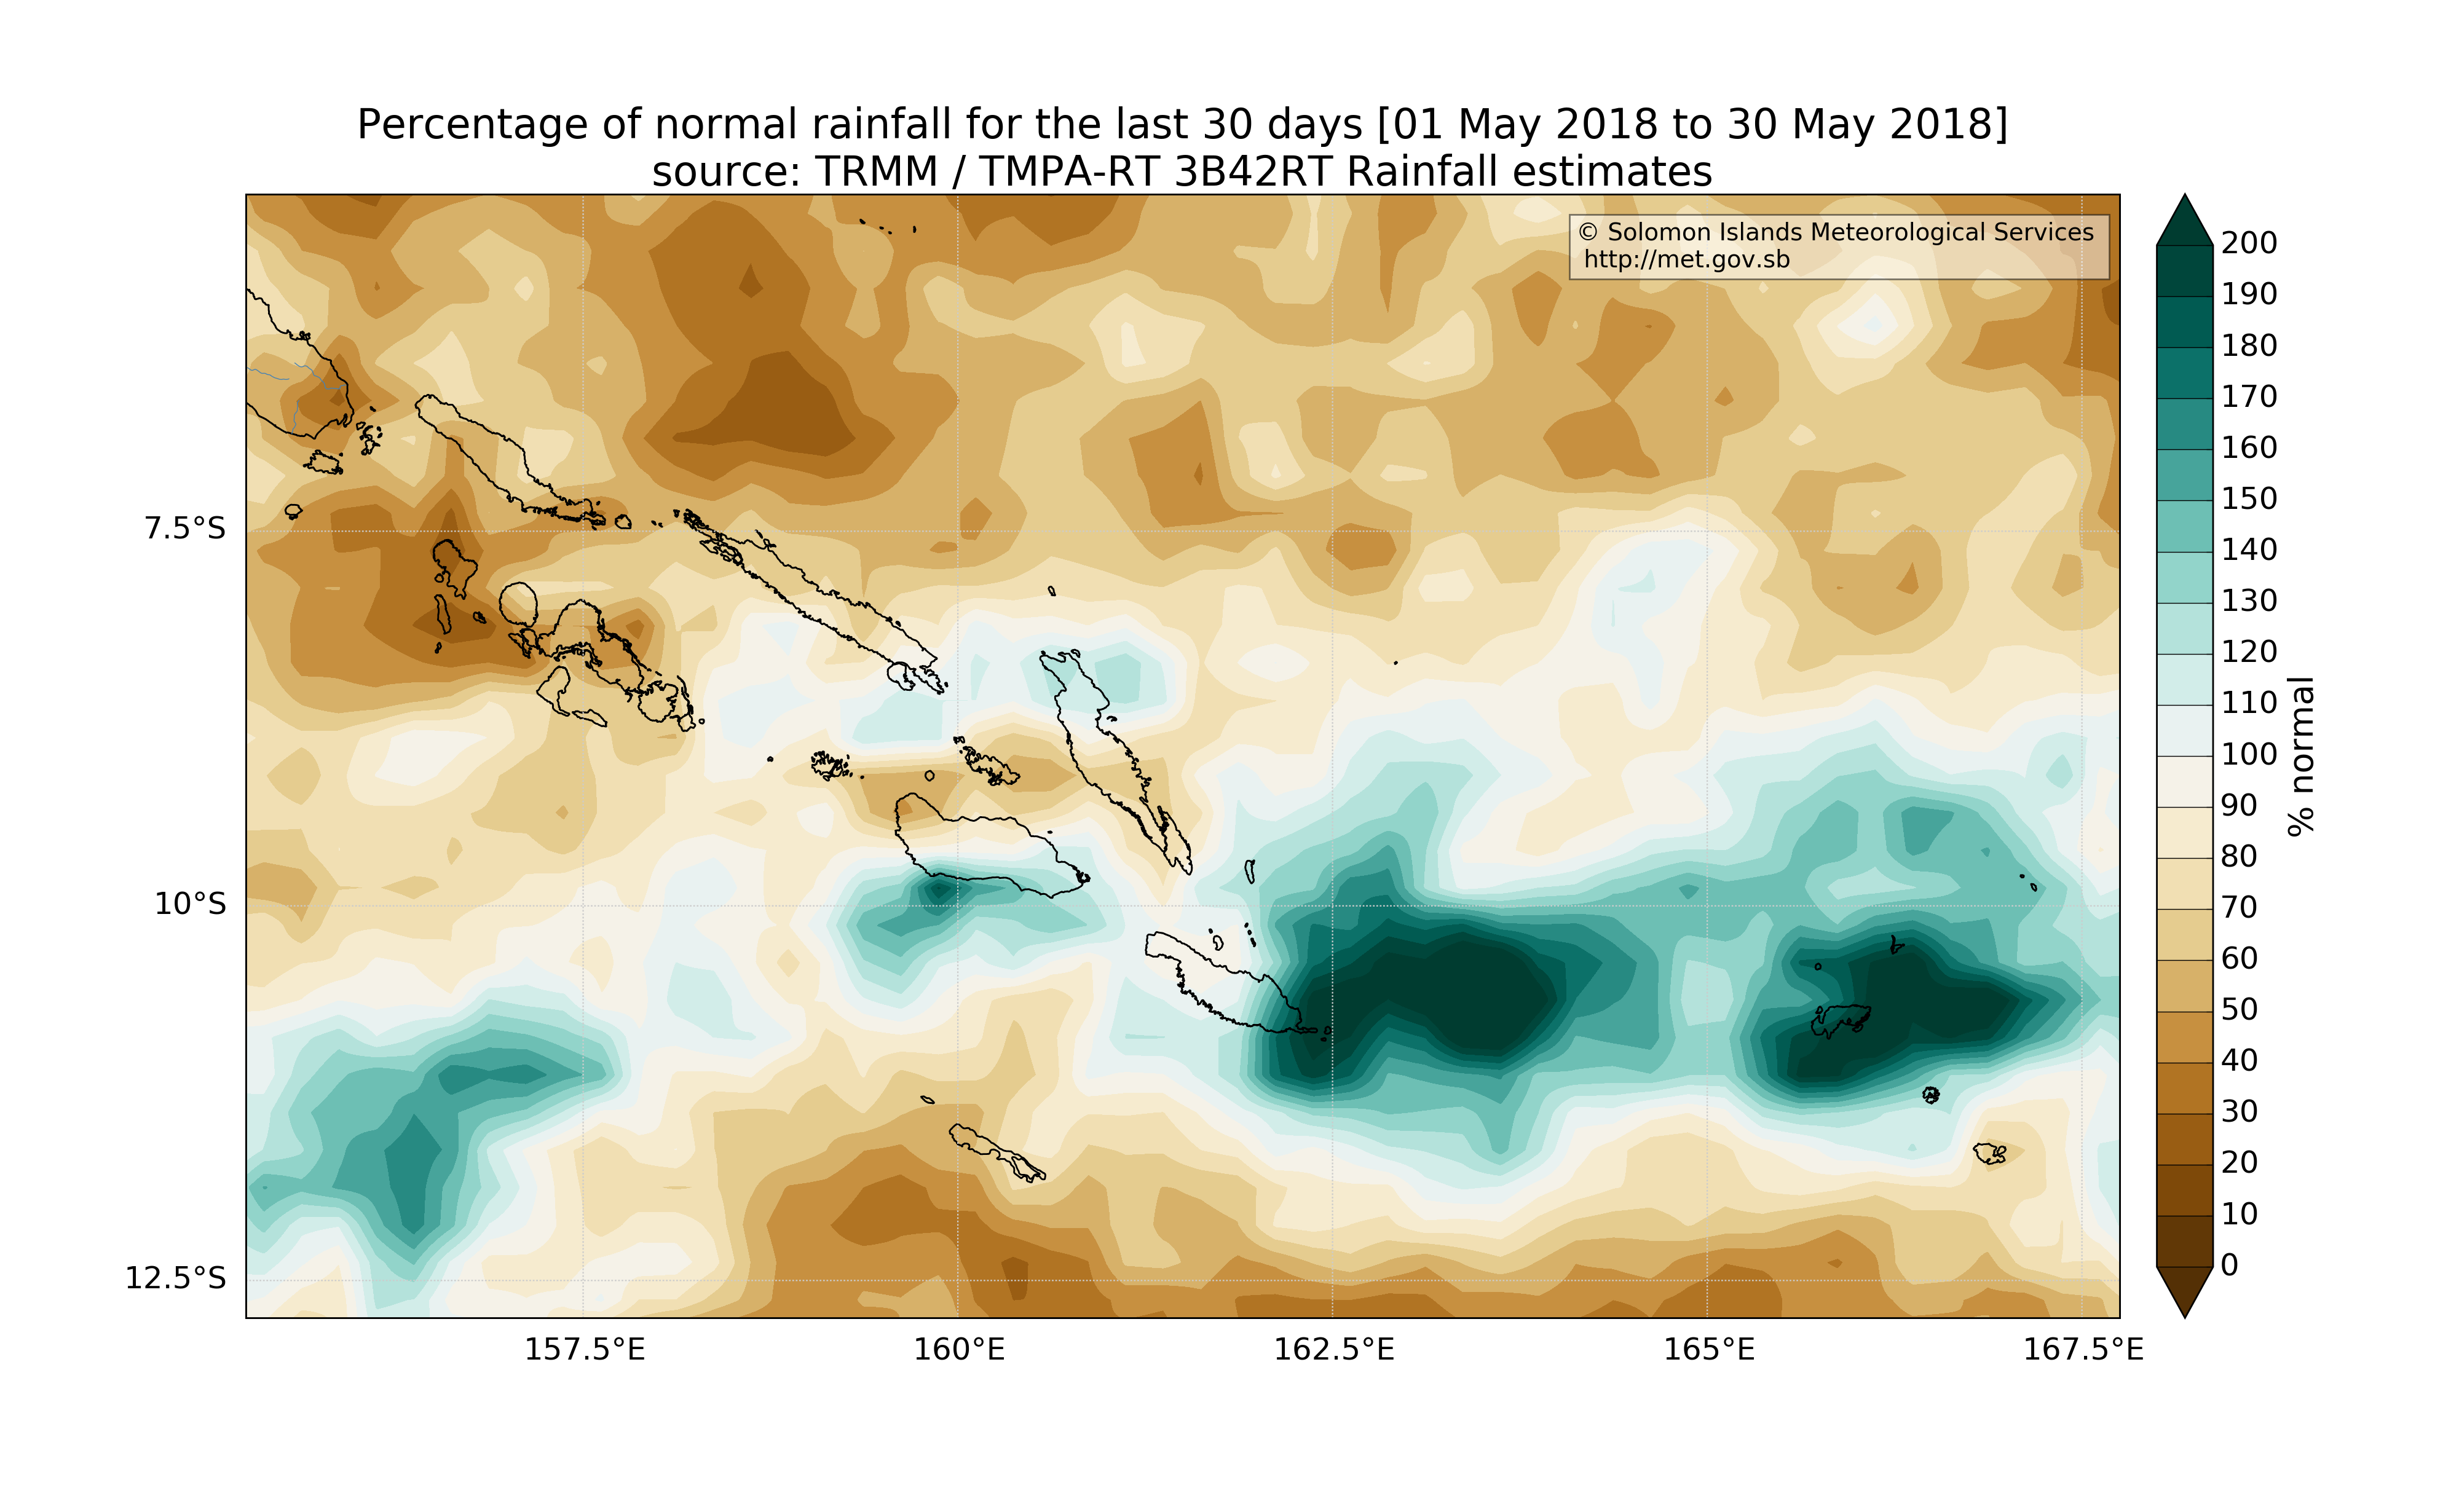 Percentage of normal rainfall for the last 30 days [01 May 2018 to 30 May 2018]
source: TRMM / TMPA-RT 3B42RT Rainfall estimates
© Solomon Islands Meteorological Services
http://met.gov.sb
7.5°S
10°S
12.5°S
157.5°E
160°E
162.5°E
165°E
167.5°E
200
190
180
170
160
150
140
130
120
110
100
90
80
70
60
50
40
30
20
10
0
% normal